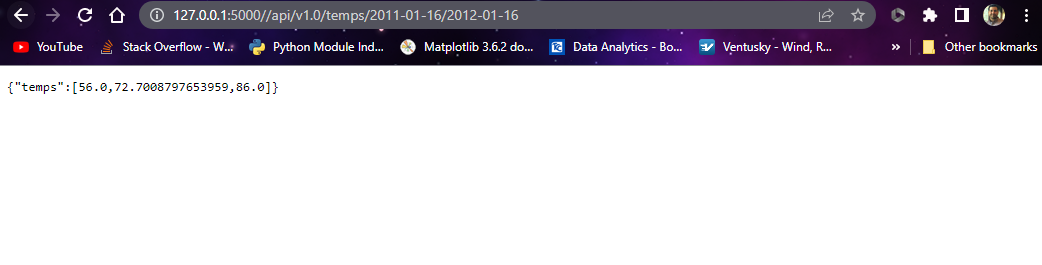 127.0.0.1:5000//api/v1.0/temps/2011-01-16/2012-01-16
YouTube Stack Overflow - W... Python Module Ind... Matplotlib 3.6.2 do... Data Analytics - Bo... Ventusky - Wind, R... » Other bookmarks
{"temps":[56.0,72.7008797653959,86.0]}